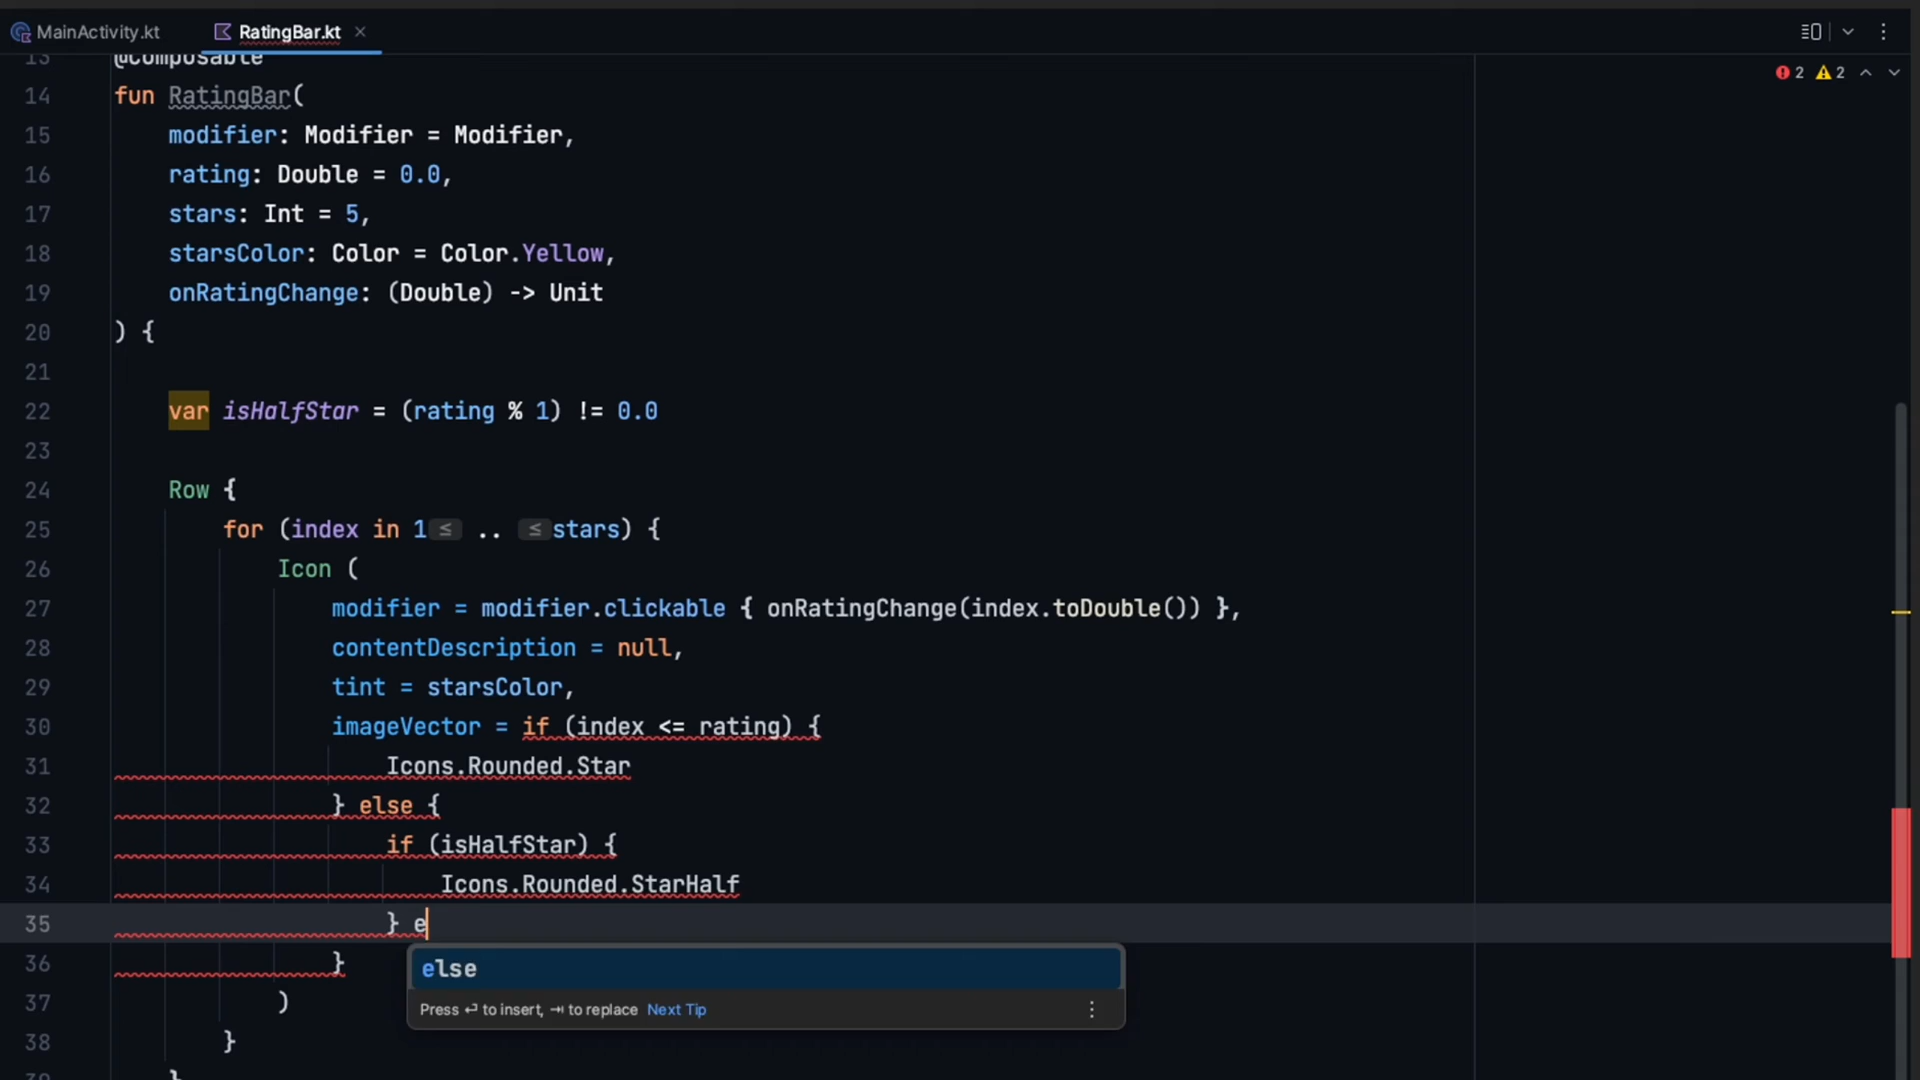 MainActivity.kt RatingBar.kt
2 2
13 @Composable
14 fun RatingBar(
15 modifier: Modifier = Modifier,
16 rating: Double = 0.0,
17 stars: Int = 5,
18 starsColor: Color = Color.Yellow,
19 onRatingChange: (Double) -> Unit
20 ) {
21
22 var isHalfStar = (rating % 1) != 0.0
23
24 Row {
25 for (index in 1 ≤ .. ≤ stars) {
26 Icon (
27 modifier = modifier.clickable { onRatingChange(index.toDouble()) },
28 contentDescription = null,
29 tint = starsColor,
30 imageVector = if (index <= rating) {
31 Icons.Rounded.Star
32 } else {
33 if (isHalfStar) {
34 Icons.Rounded.StarHalf
35 } e
else
36 }
Press ↵ to insert, ⇥ to replace Next Tip
37 )
38 }
39 }